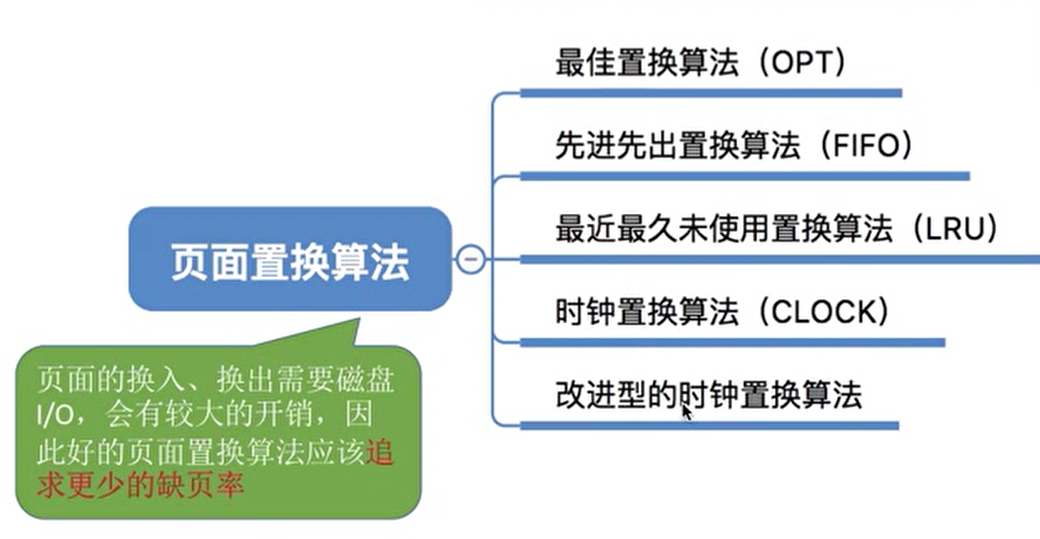 最佳置换算法（OPT）
先进先出置换算法（FIFO）
最近最久未使用置换算法（LRU）
页面置换算法
时钟置换算法（CLOCK）
改进型的时钟置换算法
页面的换入、换出需要磁盘
I/O，会有较大的开销，因
此好的页面置换算法应该追
求更少的缺页率